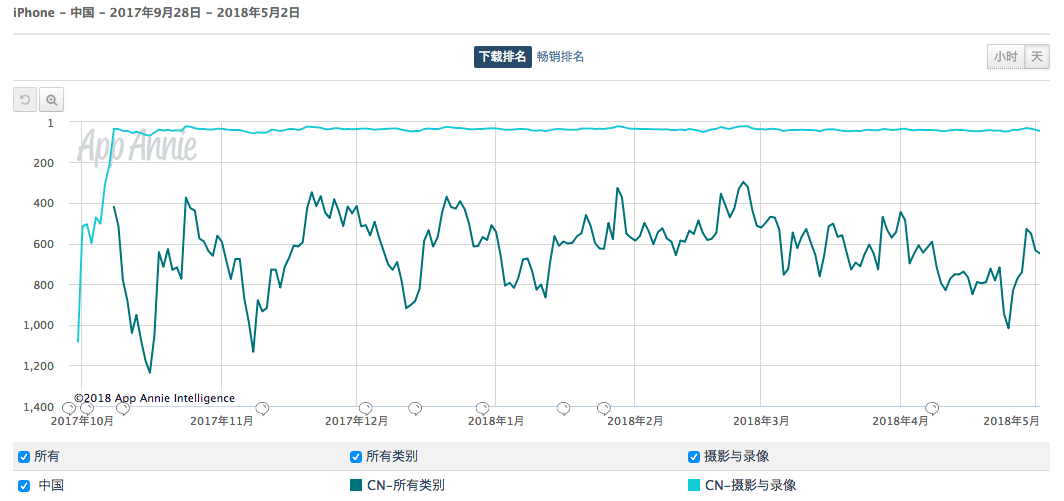 iPhone – 中国 – 2017年9月28日 – 2018年5月2日
下载排名 畅销排名 小时 天
1
App Annie
200
400
600
800
1,000
1,200
©2018 App Annie Intelligence
1,400
2017年10月 2017年11月 2017年12月 2018年1月 2018年2月 2018年3月 2018年4月 2018年5月
所有 所有类别 摄影与录像
中国 CN-所有类别 CN-摄影与录像